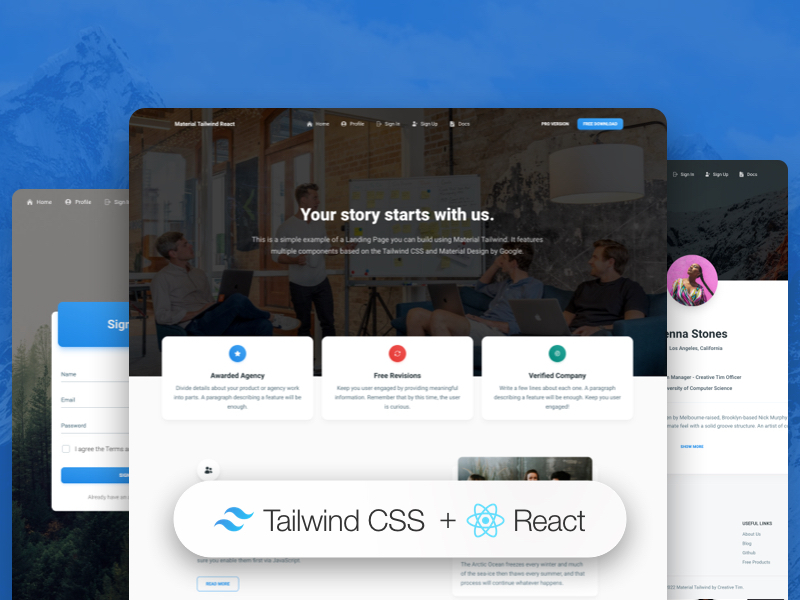 Material Tailwind React
Home
Profile
Sign In
Sign Up
Docs
PRO VERSION
FREE DOWNLOAD
Your story starts with us.
This is a simple example of a Landing Page you can build using Material Tailwind. It features
multiple components based on the Tailwind CSS and Material Design by Google.
Awarded Agency
Divide details about your product or agency work
into parts. A paragraph describing a feature will be
enough.
Free Revisions
Keep you user engaged by providing meaningful
information. Remember that by this time, the user
is curious.
Verified Company
Write a few lines about each one. A paragraph
describing a feature will be enough. Keep you user
engaged!
Tailwind CSS + React
sure you enable them first via JavaScript.
READ MORE
The Arctic Ocean freezes every winter and much
of the sea-ice then thaws every summer, and that
process will continue whatever happens.
Home
Profile
Sign
Name
Email
Password
I agree the Terms
Already have an
Sign In
Sign Up
Docs
enna Stones
Los Angeles, California
Manager - Creative Tim Officer
versity of Computer Science
by Melbourne-raised, Brooklyn-based Nick Murphy
feel with a solid groove structure. An artist of
SHOW MORE
USEFUL LINKS
About Us
Blog
Github
Free Products
2022 Material Tailwind by Creative Tim.